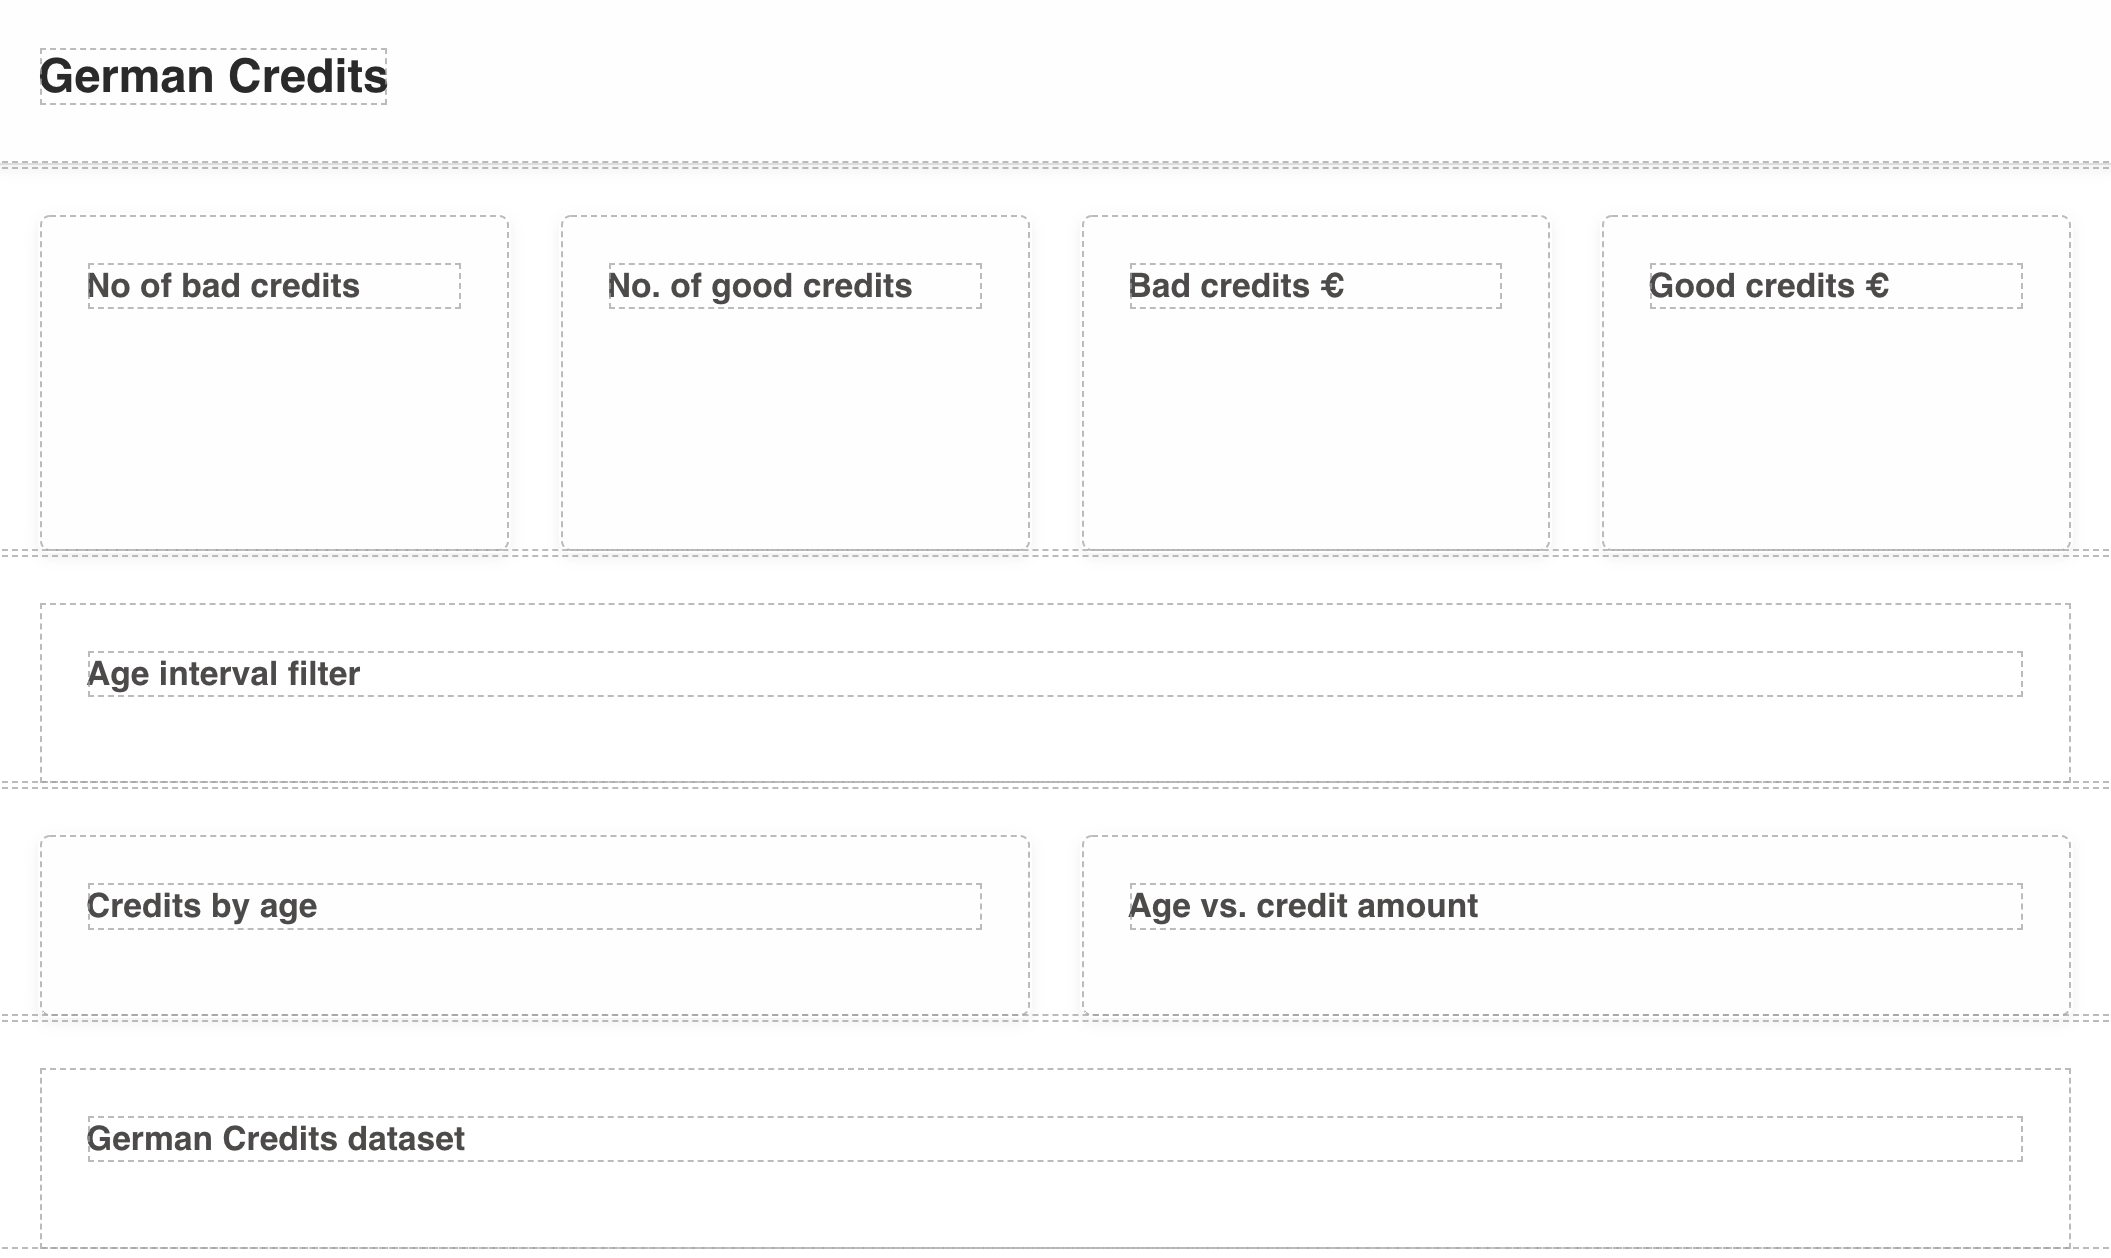 German Credits
No of bad credits
No. of good credits
Bad credits €
Good credits €
Age interval filter
Credits by age
Age vs. credit amount
German Credits dataset